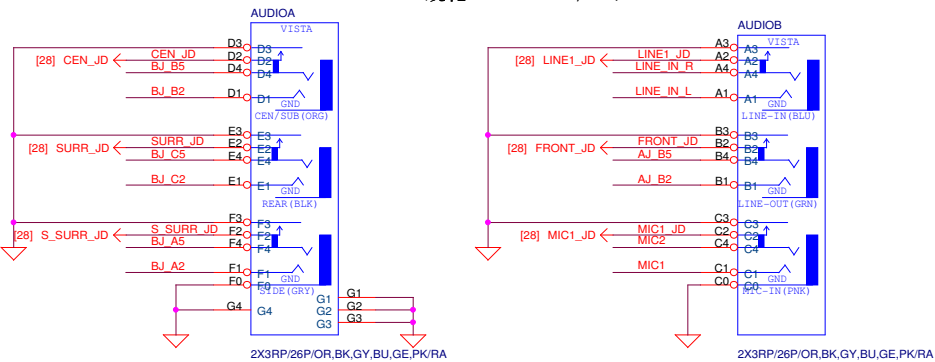 AUDIOA
VISTA
D3 D3
[28] CEN_JD CEN_JD D2 D2
BJ_B5 D4 D4
BJ_B2 D1 D1
GND
CEN/SUB(ORG)
E3 E3
[28] SURR_JD SURR_JD E2 E2
BJ_C5 E4 E4
BJ_C2 E1 E1
GND
REAR(BLK)
F3 F3
[28] S_SURR_JD S_SURR_JD F2 F2
BJ_A5 F4 F4
BJ_A2 F1 F1
GND
F0 F0
SIDE(GRY)
G1 G1
G4 G4 G2 G2
G3 G3
2X3RP/26P/OR,BK,GY,BU,GE,PK/RA
AUDIOB
VISTA
A3 A3
[28] LINE1_JD LINE1_JD A2 A2
LINE_IN_R A4 A4
LINE_IN_L A1 A1
GND
LINE-IN(BLU)
B3 B3
[28] FRONT_JD FRONT_JD B2 B2
AJ_B5 B4 B4
AJ_B2 B1 B1
GND
LINE-OUT(GRN)
C3 C3
[28] MIC1_JD MIC1_JD C2 C2
MIC2 C4 C4
MIC1 C1 C1
GND
C0 C0
MIC-IN(PNK)
2X3RP/26P/OR,BK,GY,BU,GE,PK/RA